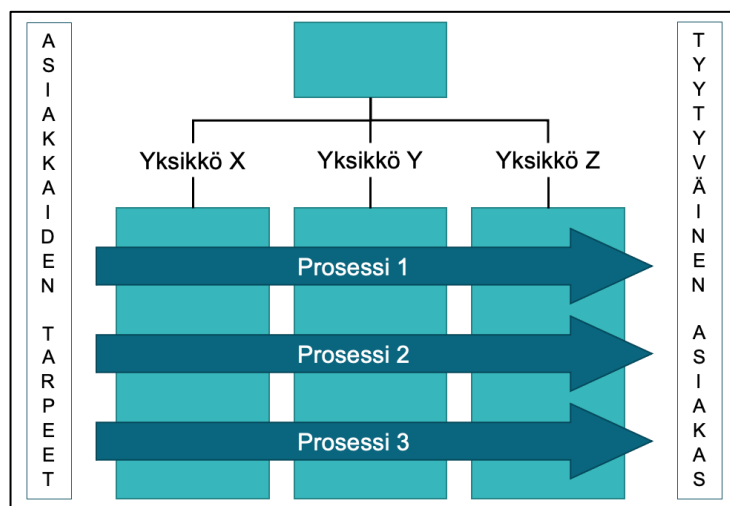 ASIAKKAIDEN TARPEET
Yksikkö X
Yksikkö Y
Yksikkö Z
Prosessi 1
Prosessi 2
Prosessi 3
TYYTYVÄINEN ASIAKAS